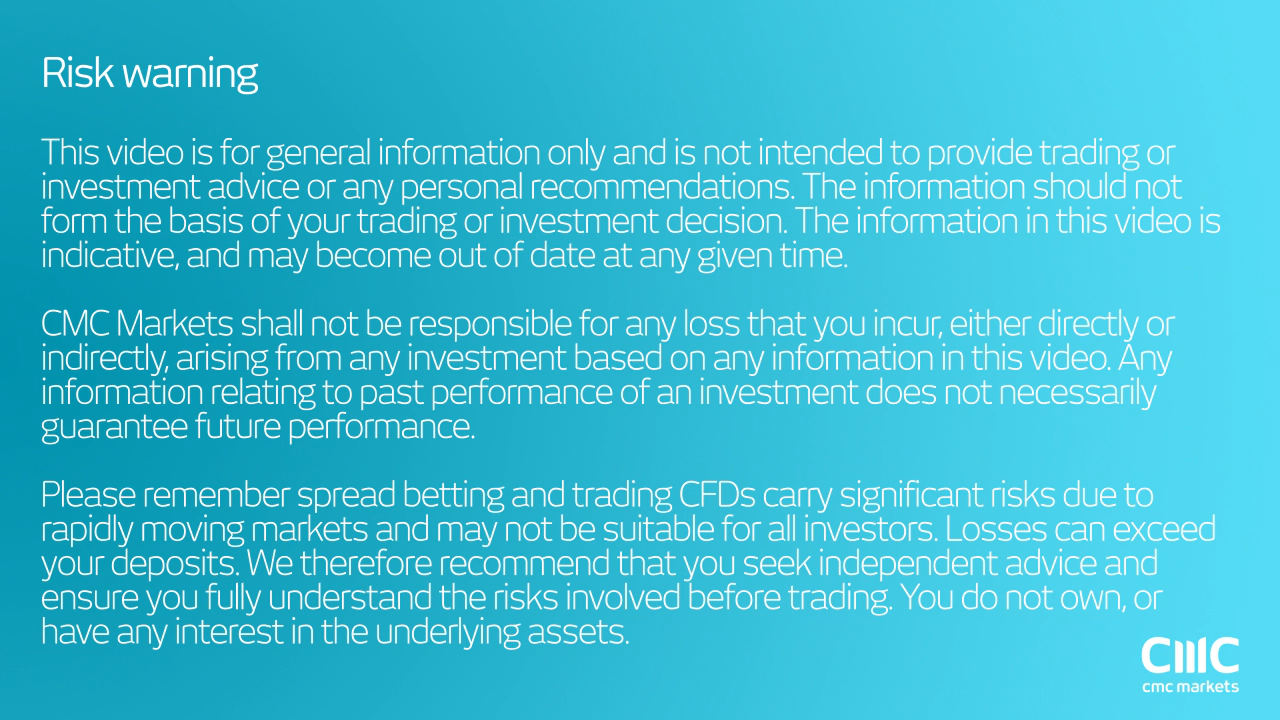 Risk warning
This video is for general information only and is not intended to provide trading or
investment advice or any personal recommendations. The information should not
form the basis of your trading or investment decision. The information in this video is
indicative, and may become out of date at any given time.
CMC Markets shall not be responsible for any loss that you incur, either directly or
indirectly, arising from any investment based on any information in this video. Any
information relating to past performance of an investment does not necessarily
guarantee future performance.
Please remember spread betting and trading CFDs carry significant risks due to
rapidly moving markets and may not be suitable for all investors. Losses can exceed
your deposits. We therefore recommend that you seek independent advice and
ensure you fully understand the risks involved before trading. You do not own, or
have any interest in the underlying assets.
CMC
cmc markets